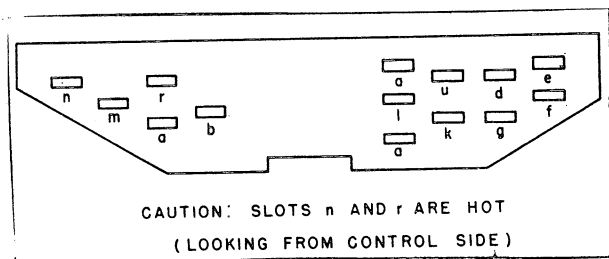 n r a u d e
m a b l k g f
a
CAUTION: SLOTS n AND r ARE HOT
(LOOKING FROM CONTROL SIDE)